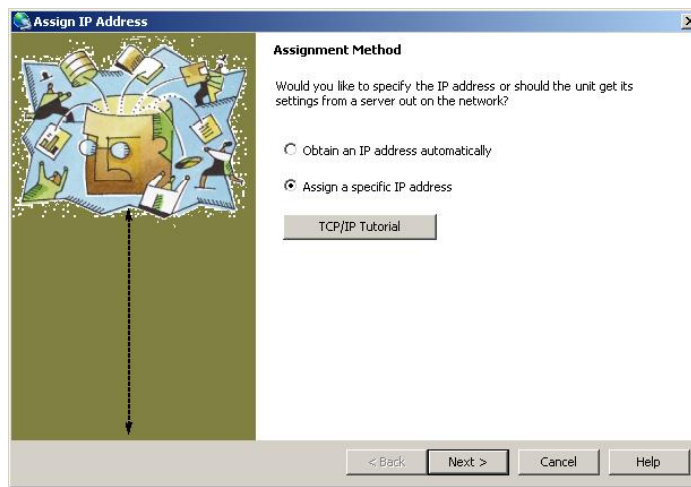 Assign IP Address
Assignment Method
Would you like to specify the IP address or should the unit get its
settings from a server out on the network?
Obtain an IP address automatically
Assign a specific IP address
TCP/IP Tutorial
< Back
Next >
Cancel
Help